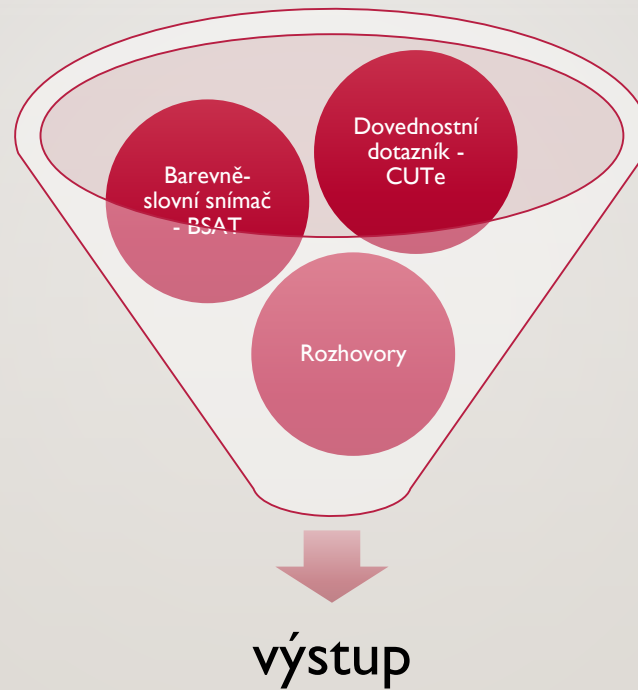 Dovednostní
dotazník -
CUTe
Barevně-
slovní snímač
- BSAT
Rozhovory
výstup